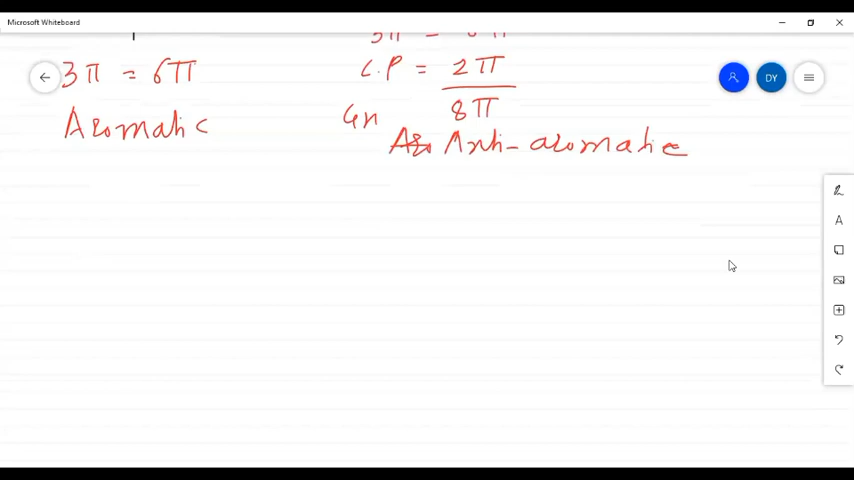 Microsoft Whiteboard
3π = 6π
Aromatic
L.P = 2π
8π
4n
Anti-aromatic
DY
A